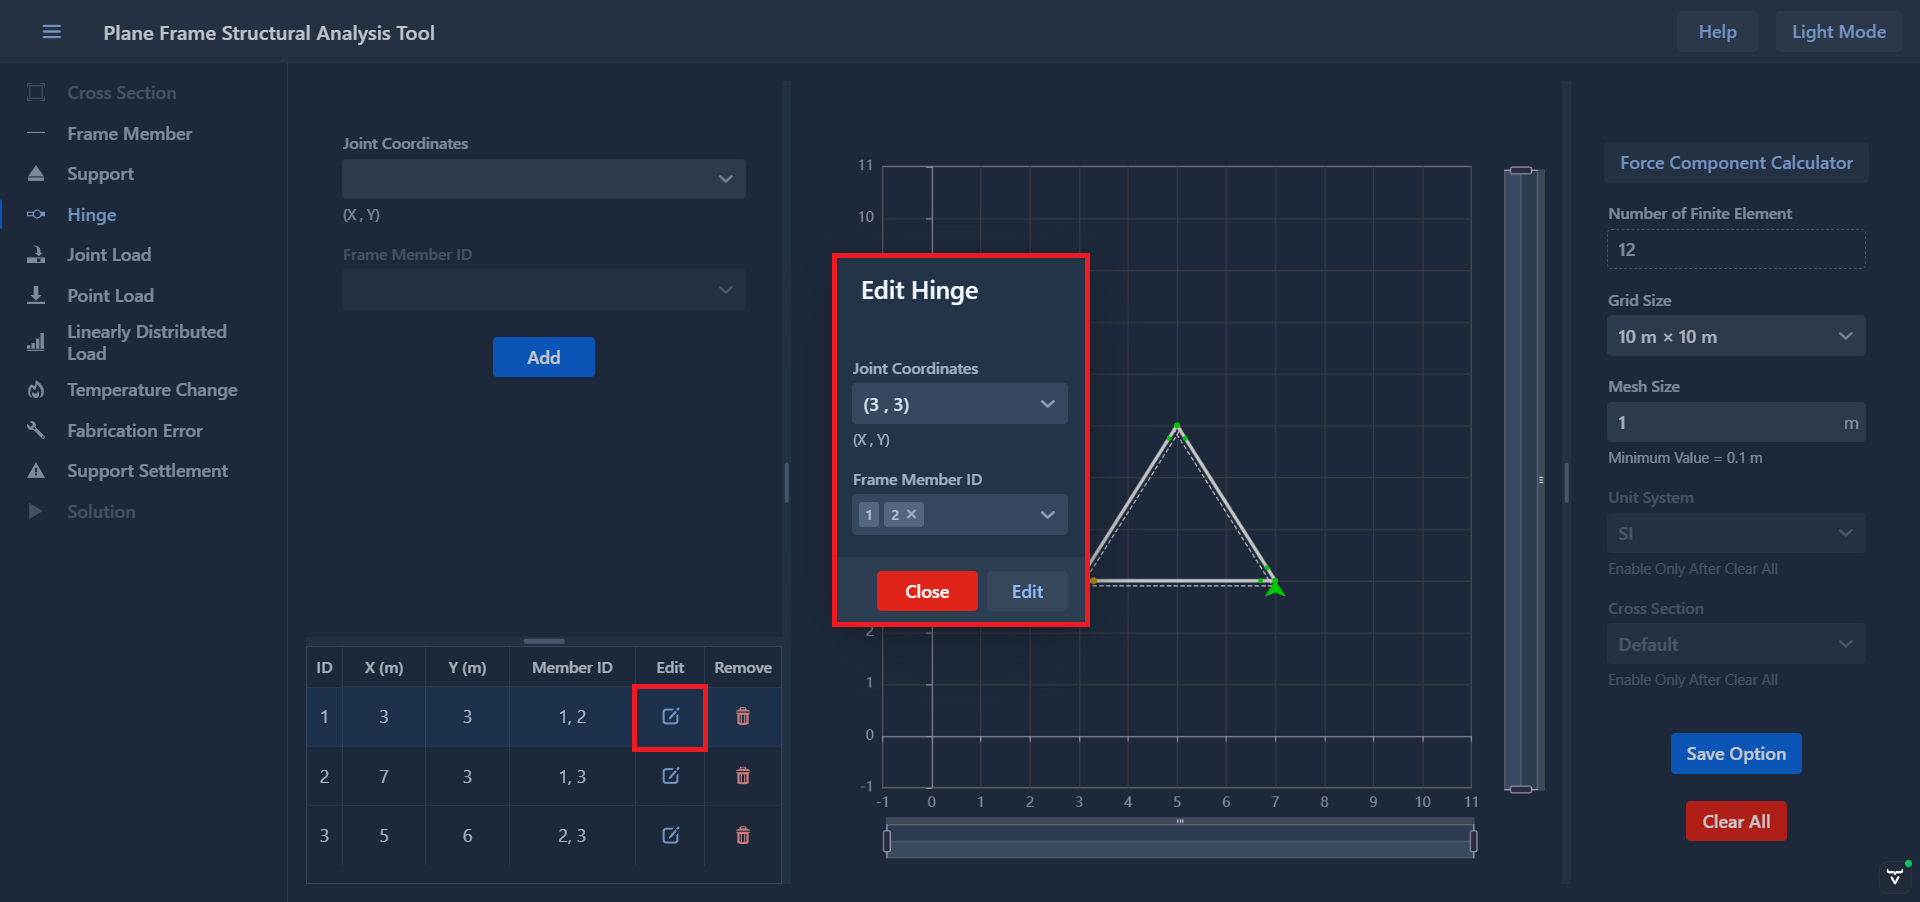 Plane Frame Structural Analysis Tool
Help
Light Mode
Cross Section
Frame Member
Support
Hinge
Joint Load
Point Load
Linearly Distributed
Load
Temperature Change
Fabrication Error
Support Settlement
Solution
Joint Coordinates
(X , Y)
Frame Member ID
Add
ID X (m) Y (m) Member ID Edit Remove
1 3 3 1, 2
2 7 3 1, 3
3 5 6 2, 3
11
10
2
1
0
-1
-1 0 1 2 3 4 5 6 7 8 9 10 11
Edit Hinge
Joint Coordinates
(3 , 3)
(X , Y)
Frame Member ID
1 2 ×
Close
Edit
Force Component Calculator
Number of Finite Element
12
Grid Size
10 m × 10 m
Mesh Size
1 m
Minimum Value = 0.1 m
Unit System
SI
Enable Only After Clear All
Cross Section
Default
Enable Only After Clear All
Save Option
Clear All